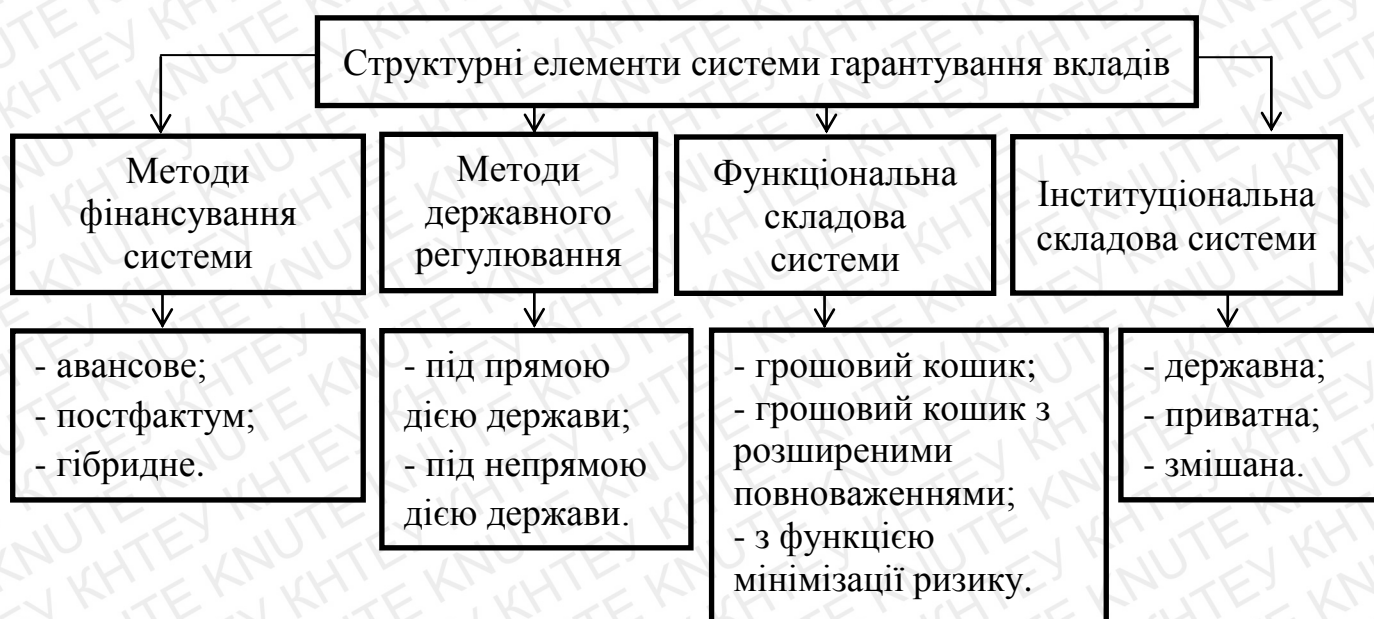 Структурні елементи системи гарантування вкладів
Методи
фінансування
системи
Методи
державного
регулювання
Функціональна
складова
системи
Інституціональна
складова системи
- авансове;
- постфактум;
- гібридне.
- під прямою
дією держави;
- під непрямою
дією держави.
- грошовий кошик;
- грошовий кошик з
розширеними
повноваженнями;
- з функцією
мінімізації ризику.
- державна;
- приватна;
- змішана.